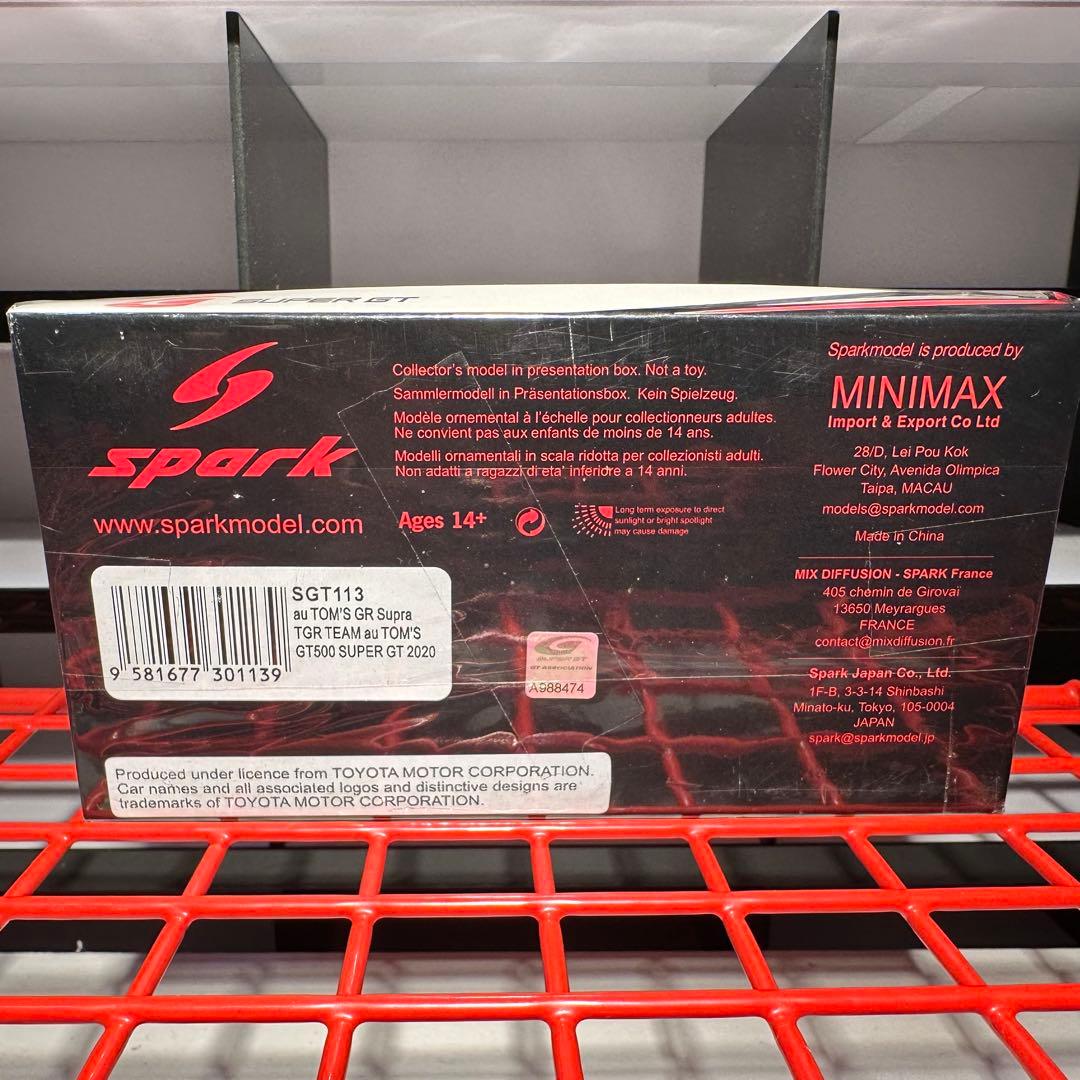 SUPER GT
spark
www.sparkmodel.com
Collector's model in presentation box. Not a toy.
Sammlermodell in Präsentationsbox. Kein Spielzeug.
Modèle ornemental à l'échelle pour collectionneurs adultes.
Ne convient pas aux enfants de moins de 14 ans.
Modelli ornamentali in scala ridotta per collezionisti adulti.
Non adatti a ragazzi di eta' inferiore a 14 anni.
Ages 14+
Long term exposure to direct
sunlight or bright spotlight
may cause damage
Sparkmodel is produced by
MINIMAX
Import & Export Co Ltd
28/D, Lei Pou Kok
Flower City, Avenida Olimpica
Taipa, MACAU
models@sparkmodel.com
Made in China
MIX DIFFUSION - SPARK France
405 chemin de Girovai
13650 Meyrargues
FRANCE
contact@mixdiffusion.fr
Spark Japan Co., Ltd.
1F-B, 3-3-14 Shinbashi
Minato-ku, Tokyo, 105-0004
JAPAN
spark@sparkmodel.jp
SGT113
au TOM'S GR Supra
TGR TEAM au TOM'S
GT500 SUPER GT 2020
9 581677 301139
SUPER GT
GT ASSOCIATION
A988474
Produced under licence from TOYOTA MOTOR CORPORATION.
Car names and all associated logos and distinctive designs are
trademarks of TOYOTA MOTOR CORPORATION.